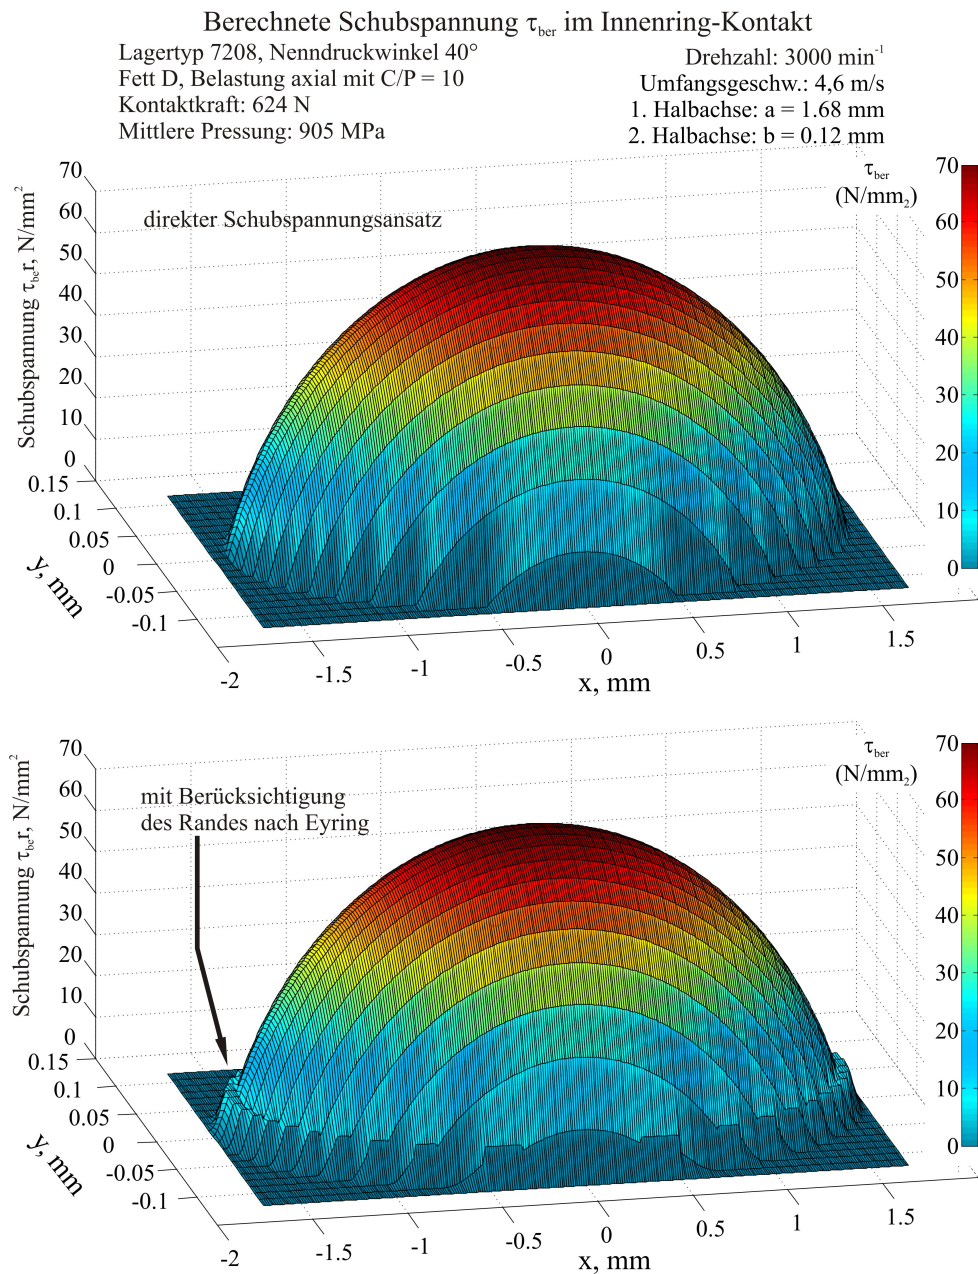 Berechnete Schubspannung τber im Innenring-Kontakt
Lagertyp 7208, Nenndruckwinkel 40°
Fett D, Belastung axial mit C/P = 10
Kontaktkraft: 624 N
Mittlere Pressung: 905 MPa
Drehzahl: 3000 min-1
Umfangsgeschw.: 4,6 m/s
1. Halbachse: a = 1.68 mm
2. Halbachse: b = 0.12 mm
direkter Schubspannungsansatz
Schubspannung τber, N/mm2
70
60
50
40
30
20
10
0
0.15
0.1
0.05
0
-0.05
-0.1
y, mm
-2
-1.5
-1
-0.5
0
0.5
1
1.5
x, mm
τber
(N/mm2)
70
60
50
40
30
20
10
0
mit Berücksichtigung
des Randes nach Eyring
Schubspannung τber, N/mm2
70
60
50
40
30
20
10
0
0.15
0.1
0.05
0
-0.05
-0.1
y, mm
-2
-1.5
-1
-0.5
0
0.5
1
1.5
x, mm
τber
(N/mm2)
70
60
50
40
30
20
10
0